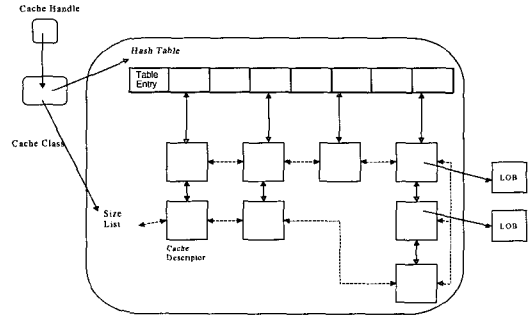 Cache Handle
Hash Table
Table
Entry
Cache Class
LOB
Size
List
LOB
Cache
Descriptor